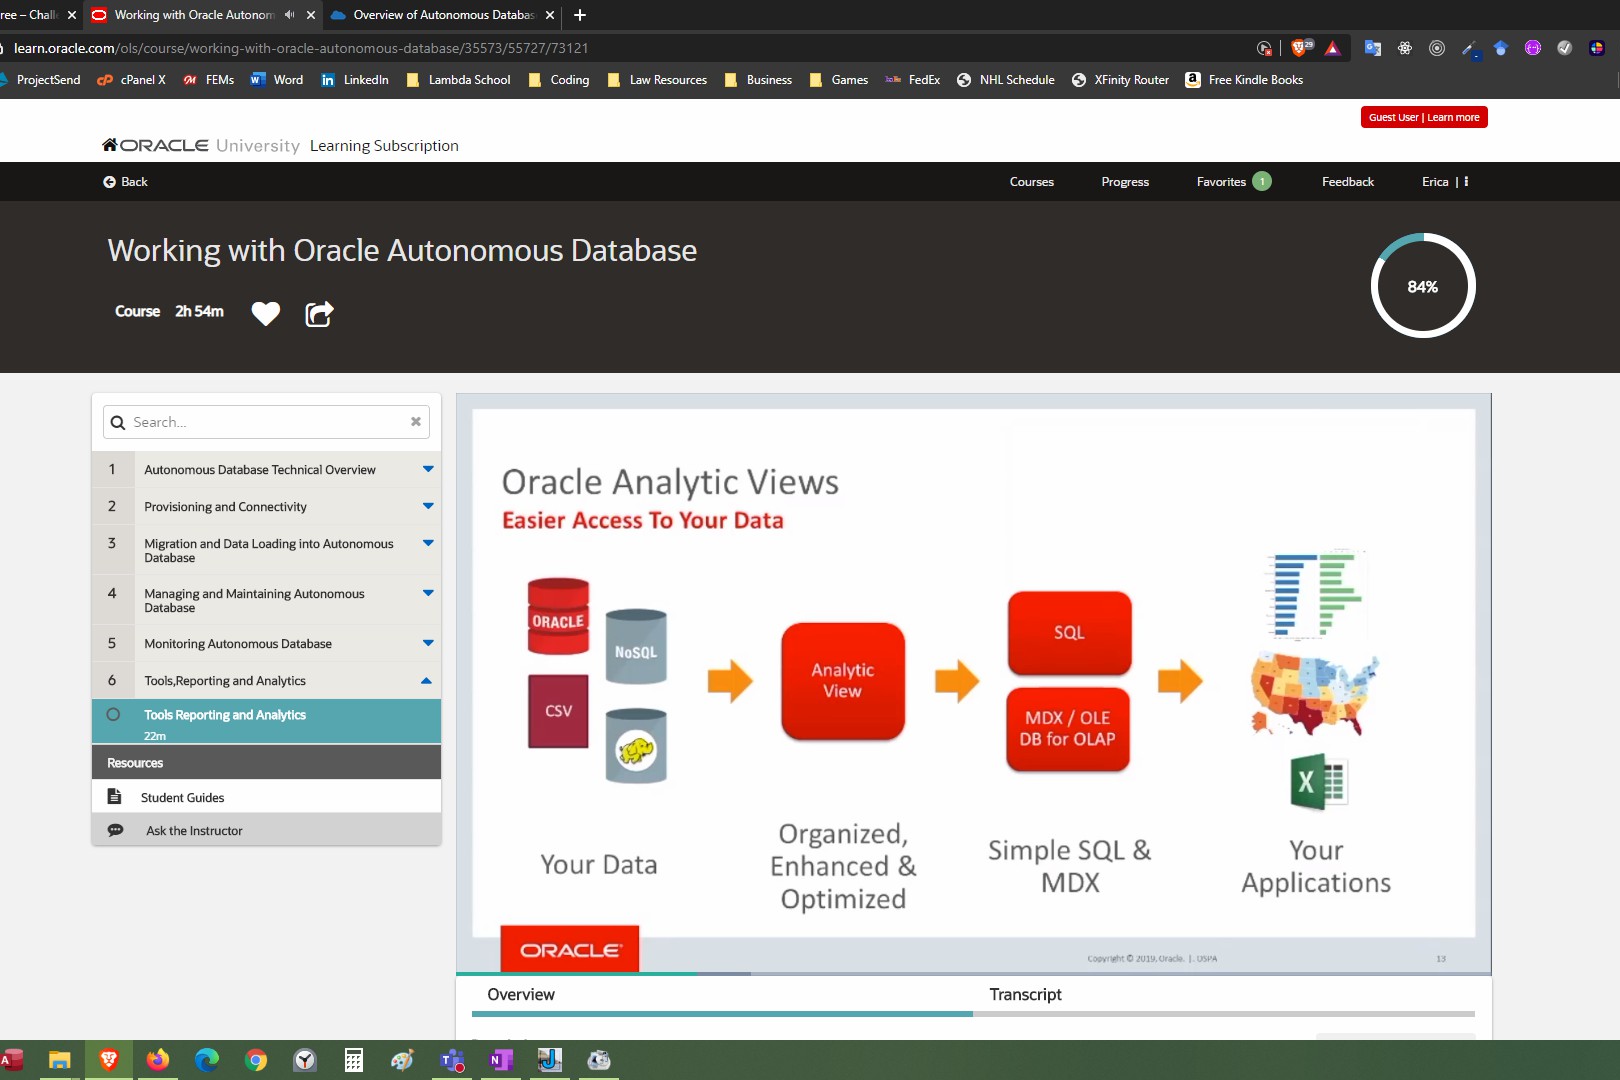 ree – Chall
Working with Oracle Autonom
Overview of Autonomous Databas
learn.oracle.com/ols/course/working-with-oracle-autonomous-database/35573/55727/73121
29
ProjectSend
cPanel X
FEMs
Word
LinkedIn
Lambda School
Coding
Law Resources
Business
Games
FedEx
NHL Schedule
XFinity Router
Free Kindle Books
Guest User | Learn more
ORACLE University Learning Subscription
Back
Courses
Progress
Favorites 1
Feedback
Erica |
Working with Oracle Autonomous Database
Course 2h 54m
84%
Search...
1 Autonomous Database Technical Overview
2 Provisioning and Connectivity
3 Migration and Data Loading into Autonomous
Database
4 Managing and Maintaining Autonomous
Database
5 Monitoring Autonomous Database
6 Tools,Reporting and Analytics
Tools Reporting and Analytics
22m
Resources
Student Guides
Ask the Instructor
Oracle Analytic Views
Easier Access To Your Data
ORACLE
NoSQL
CSV
Analytic
View
SQL
MDX / OLE
DB for OLAP
X
Your Data
Organized,
Enhanced &
Optimized
Simple SQL &
MDX
Your
Applications
ORACLE
Copyright © 2019, Oracle. | . USPA
13
Overview
Transcript